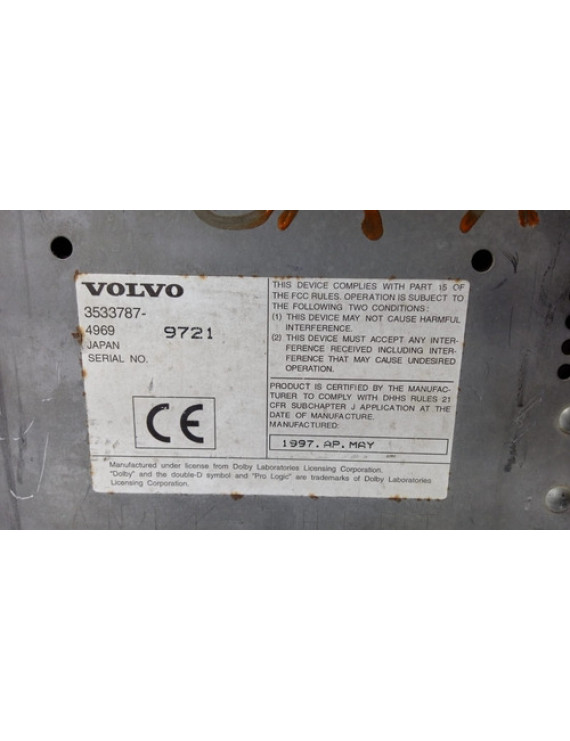 VOLVO
3533787-
4969 9721
JAPAN
SERIAL NO.
CE
THIS DEVICE COMPLIES WITH PART 15 OF
THE FCC RULES. OPERATION IS SUBJECT TO
THE FOLLOWING TWO CONDITIONS:
(1) THIS DEVICE MAY NOT CAUSE HARMFUL
INTERFERENCE.
(2) THIS DEVICE MUST ACCEPT ANY INTER-
FERENCE RECEIVED INCLUDING INTER-
FERENCE THAT MAY CAUSE UNDESIRED
OPERATION.
PRODUCT IS CERTIFIED BY THE MANUFAC-
TURER TO COMPLY WITH DHHS RULES 21
CFR SUBCHAPTER J APPLICATION AT THE
DATE OF MANUFACTURE.
MANUFACTURED:
1997.AP.MAY
Manufactured under license from Dolby Laboratories Licensing Corporation.
"Dolby" and the double-D symbol and "Pro Logic" are trademarks of Dolby Laboratories
Licensing Corporation.